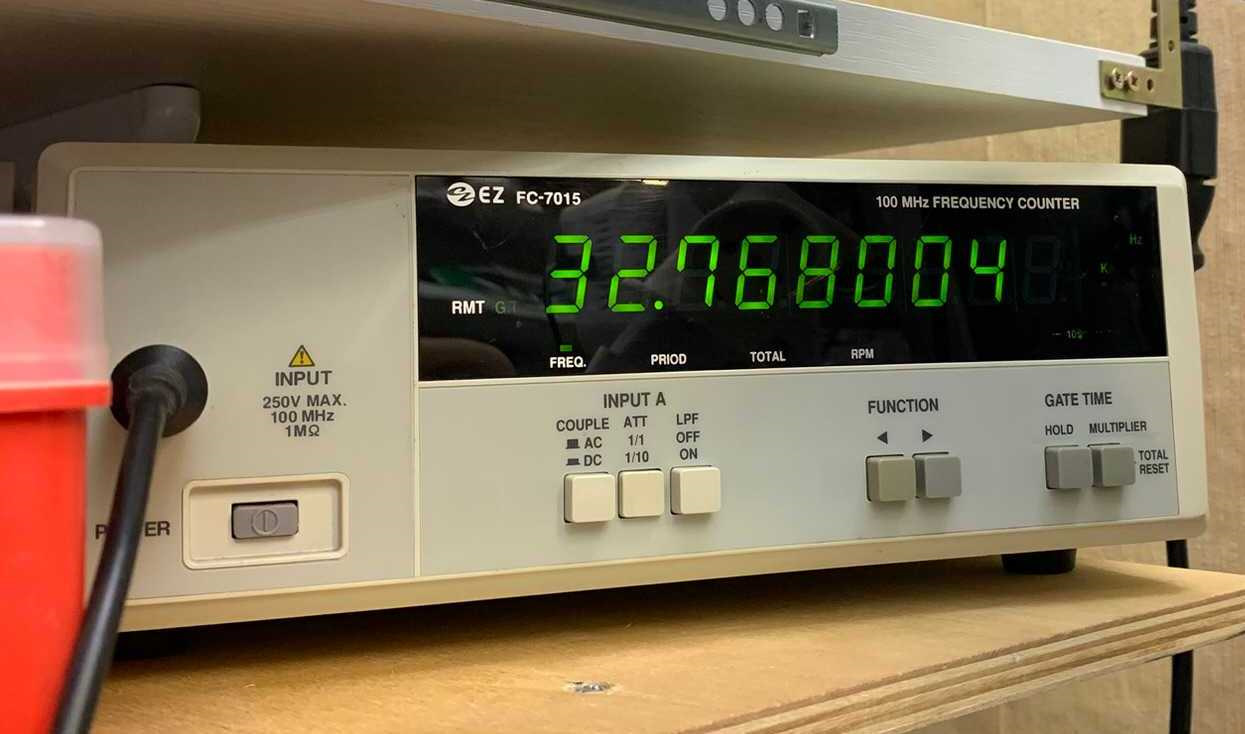 EZ FC-7015
100 MHz FREQUENCY COUNTER
32.768004
Hz
K
RMT
10s
FREQ. PRIOD TOTAL RPM
INPUT
250V MAX.
100 MHz
1MΩ
INPUT A
COUPLE ATT LPF
AC 1/1 OFF
DC 1/10 ON
FUNCTION
GATE TIME
HOLD MULTIPLIER
TOTAL
RESET